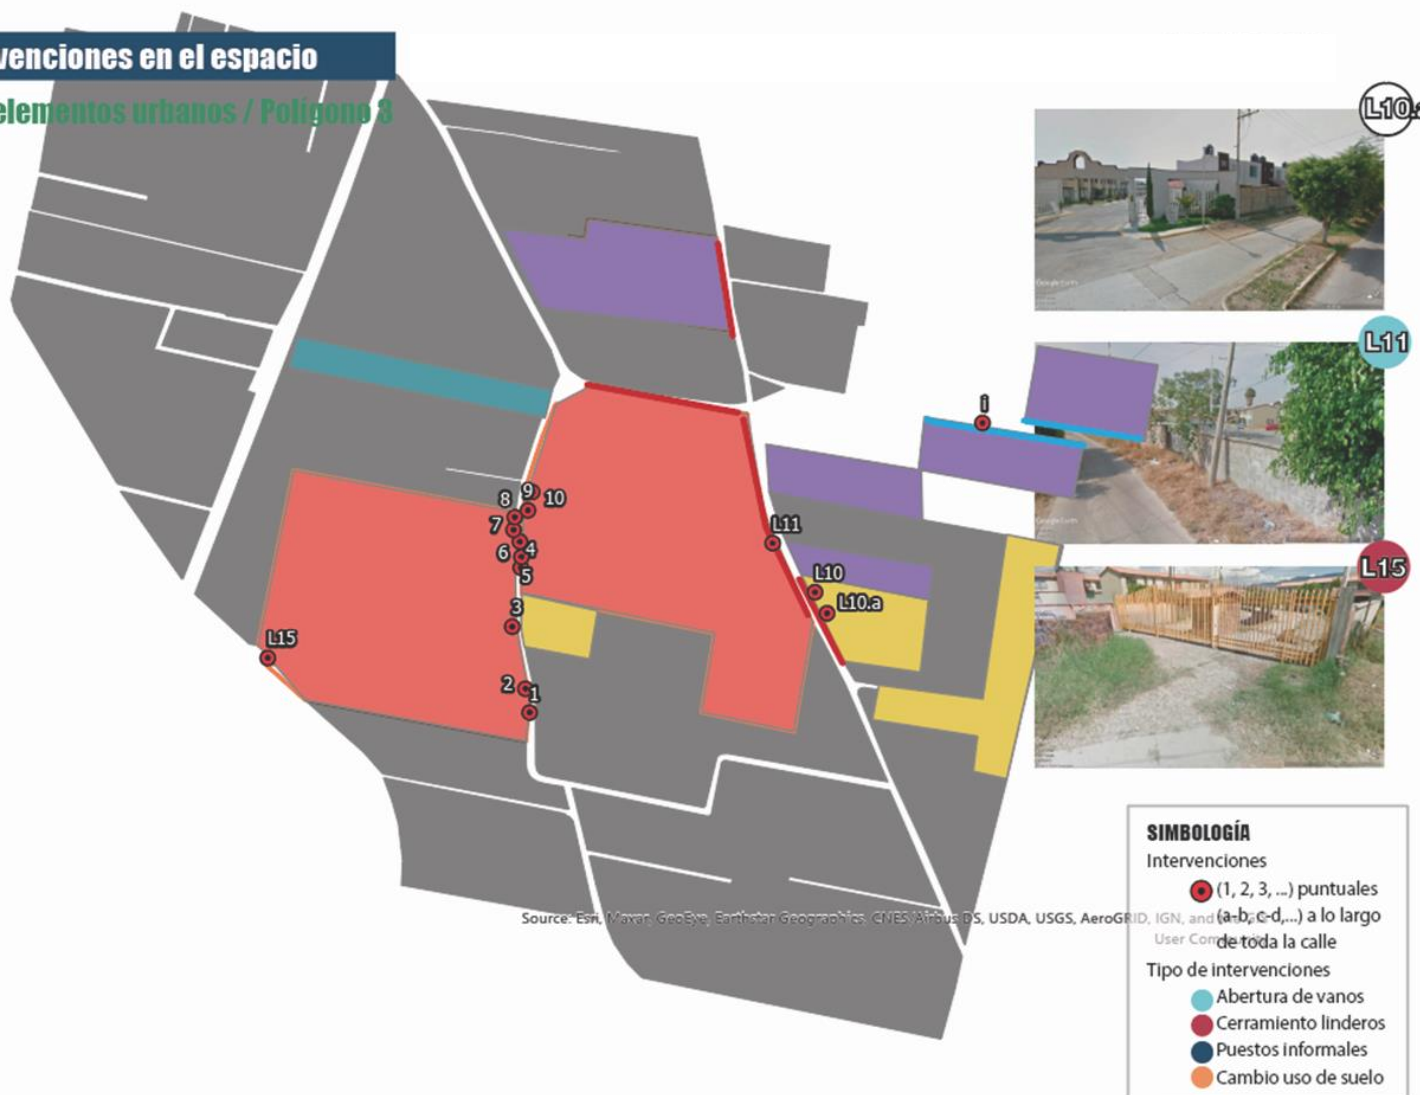 venciones en el espacio
elementos urbanos / Polígono 3
L10.a
L11
L15
i
9
8
10
7
6
4
5
3
2
1
L15
L11
L10
L10.a
SIMBOLOGÍA
Intervenciones
(1, 2, 3, ...) puntuales
(a-b, c-d,...) a lo largo
de toda la calle
Tipo de intervenciones
Abertura de vanos
Cerramiento linderos
Puestos informales
Cambio uso de suelo
Source: Esri, Maxar, GeoEye, Earthstar Geographics, CNES/Airbus DS, USDA, USGS, AeroGRID, IGN, and
User